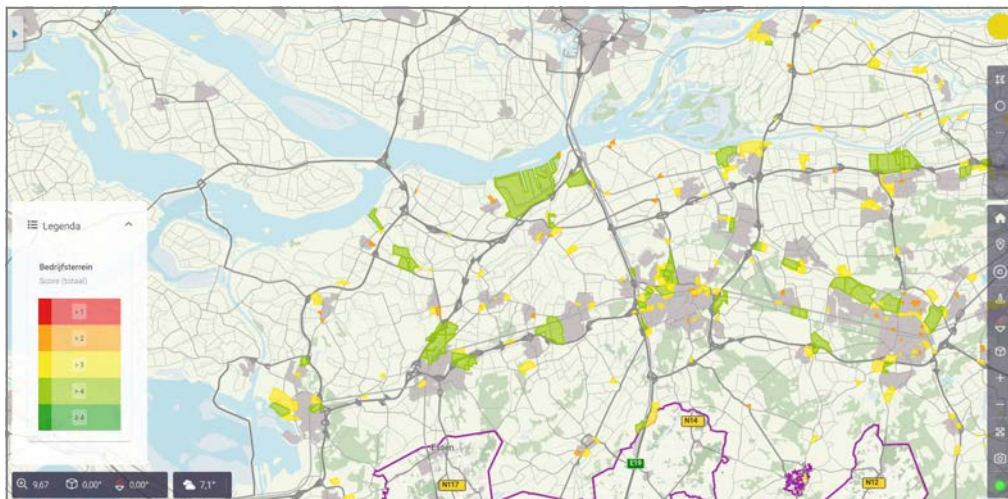 Legenda
Bedrijfsterrein
Score (totaal)
< 1
< 2
< 3
< 4
≥ 4
Essen
N14
E19
N117
N12
9,67
0,00°
0,00°
7,1°